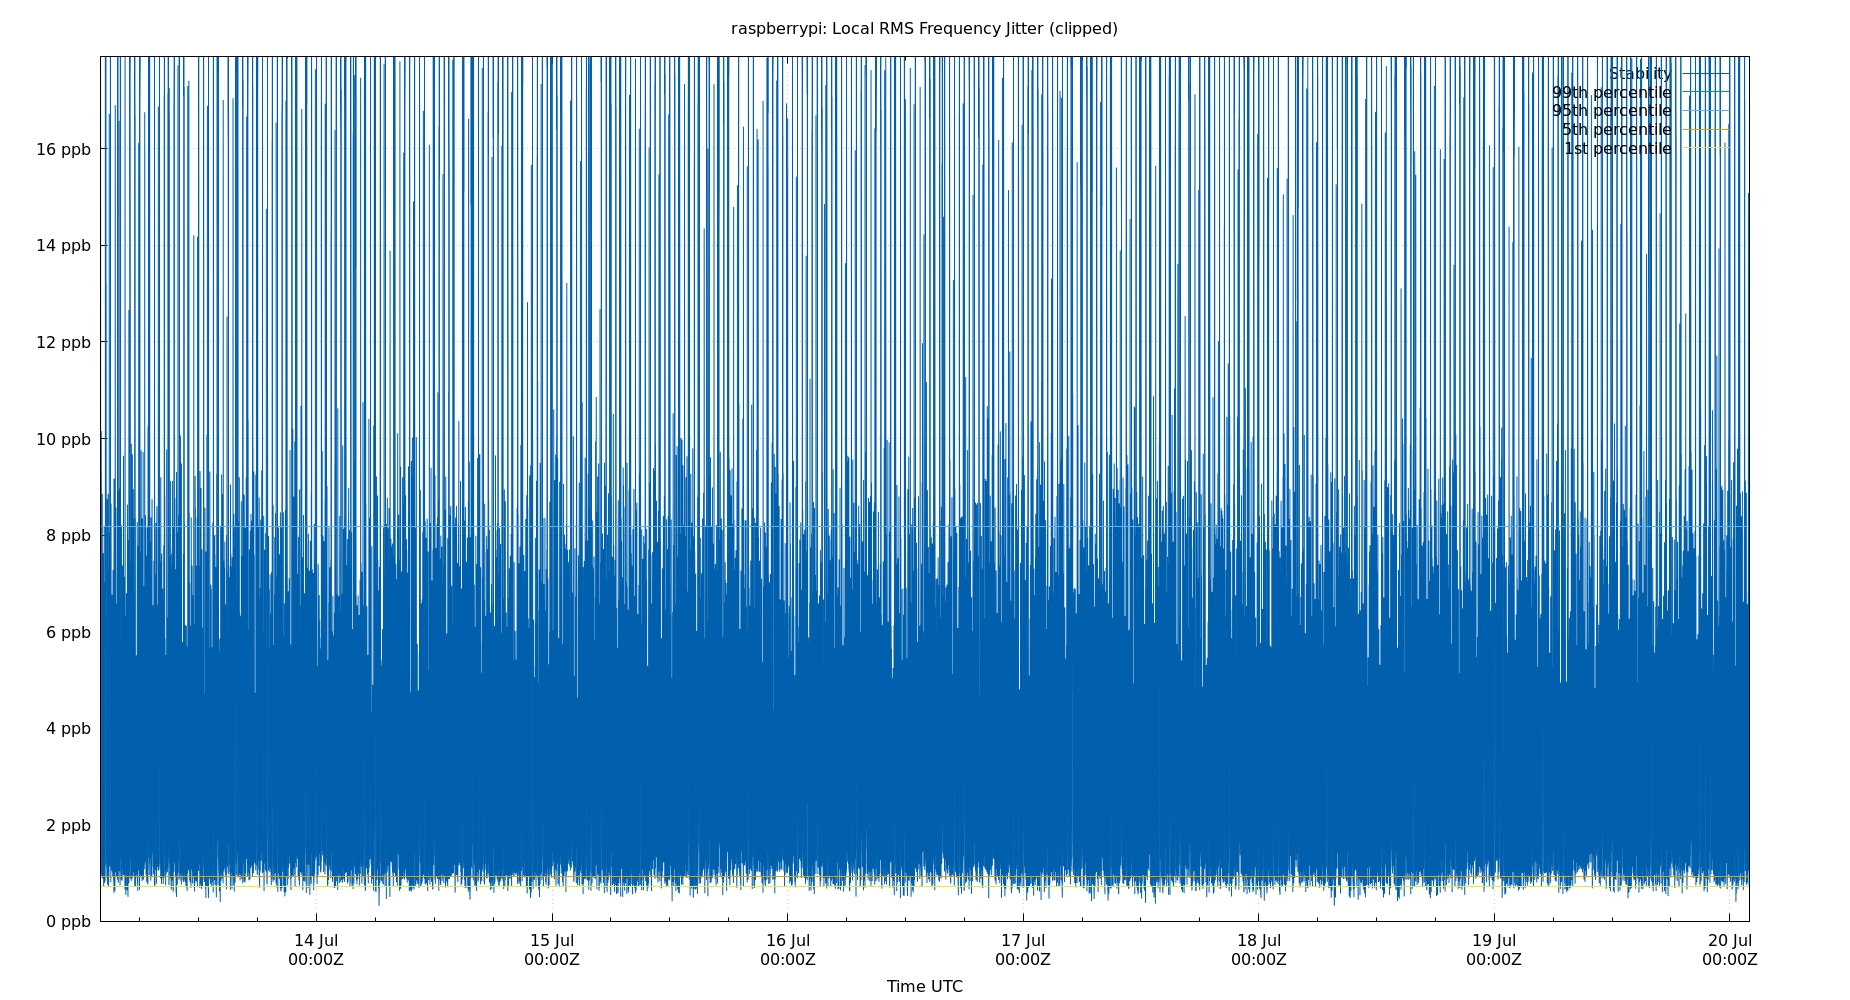 raspberrypi: Local RMS Frequency Jitter (clipped)
Stability
99th percentile
95th percentile
5th percentile
1st percentile
16 ppb
14 ppb
12 ppb
10 ppb
8 ppb
6 ppb
4 ppb
2 ppb
0 ppb
14 Jul
00:00Z
15 Jul
00:00Z
16 Jul
00:00Z
17 Jul
00:00Z
18 Jul
00:00Z
19 Jul
00:00Z
20 Jul
00:00Z
Time UTC